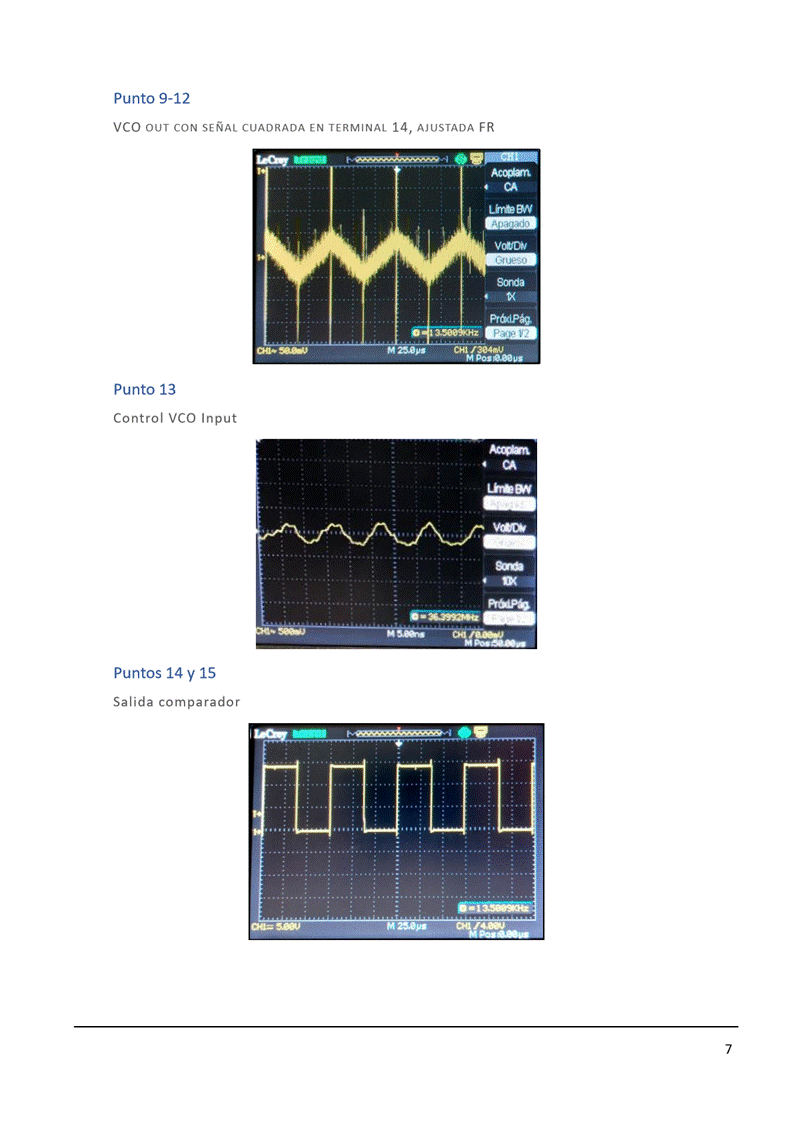 Punto 9-12
VCO OUT CON SEÑAL CUADRADA EN TERMINAL 14, AJUSTADA FR
LeCroy
CH1
Acoplam.
CA
Límite BW
Apagado
Volt/Div
Grueso
Sonda
1X
Próxi.Pág.
Page 1/2
=13.5009KHz
CH1~ 50.0mV M 25.0µs CH1 /304mV
M Pos:0.00µs
Punto 13
Control VCO Input
Acoplam.
CA
Límite BW
Volt/Div
Sonda
10X
Próxi.Pág.
=36.3992MHz
CH1~ 500mV M 5.00ns CH1 /0.00mV
M Pos:50.00µs
Puntos 14 y 15
Salida comparador
LeCroy
=13.5009KHz
CH1= 5.00V M 25.0µs CH1 /4.00V
M Pos:0.00µs
7